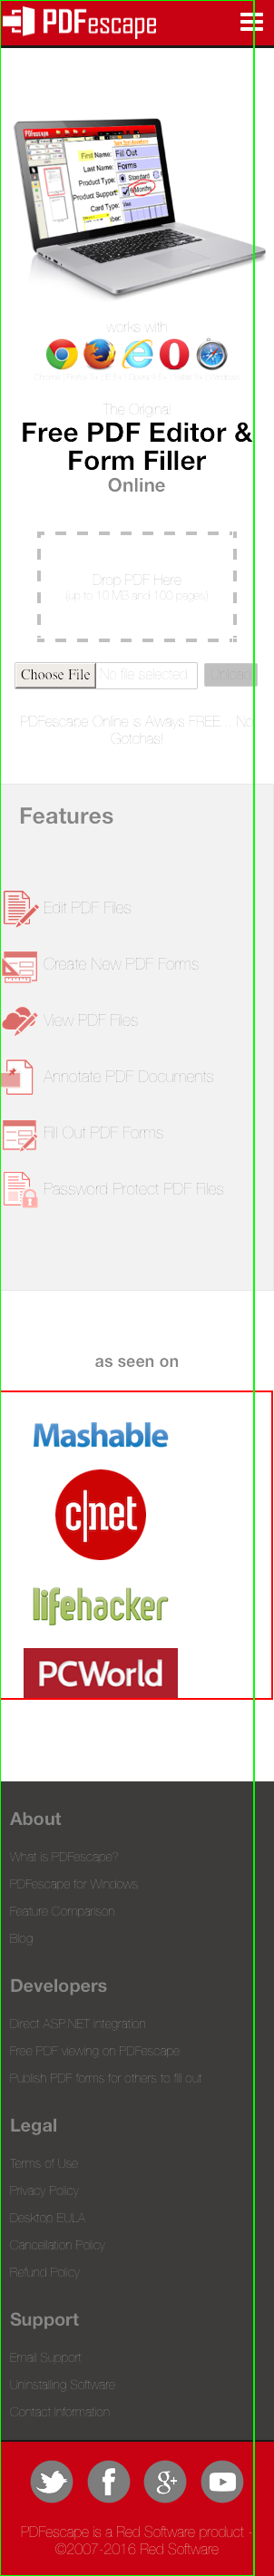 PDFescape
PDFescape
First Name: Fill Out
Last Name: Forms
Product Type: Standard
Support: 6 Months
Card Type: Visa
works with
The Original
Free PDF Editor &
Form Filler
Online
Drop PDF Here
(up to 10 MB and 100 pages)
Choose File No file selected. Upload
PDFescape Online is Always FREE... No
Gotchas!
Features
Edit PDF Files
Create New PDF Forms
View PDF Files
Annotate PDF Documents
Fill Out PDF Forms
Password Protect PDF Files
as seen on
Mashable
c|net
lifehacker
PCWorld
About
What is PDFescape?
PDFescape for Windows
Feature Comparison
Blog
Developers
Direct ASP.NET integration
Free PDF viewing on PDFescape
Publish PDF forms for others to fill out
Legal
Terms of Use
Privacy Policy
Desktop EULA
Cancellation Policy
Refund Policy
Support
Email Support
Uninstalling Software
Contact Information
PDFescape is a Red Software product -
©2007-2016 Red Software